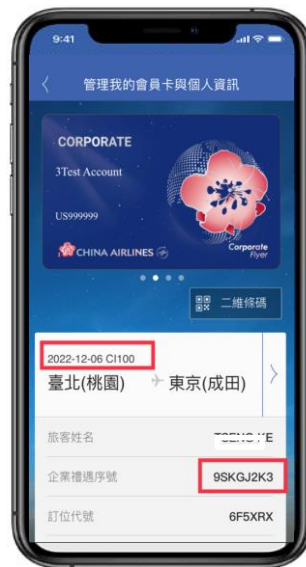 9:41
管理我的會員卡與個人資訊
CORPORATE
3Test Account
US999999
CHINA AIRLINES
Corporate
Flyer
二維條碼
2022-12-06 CI100
臺北(桃園) 東京(成田)
旅客姓名
企業禮遇序號 9SKGJ2K3
訂位代號 6F5XRX